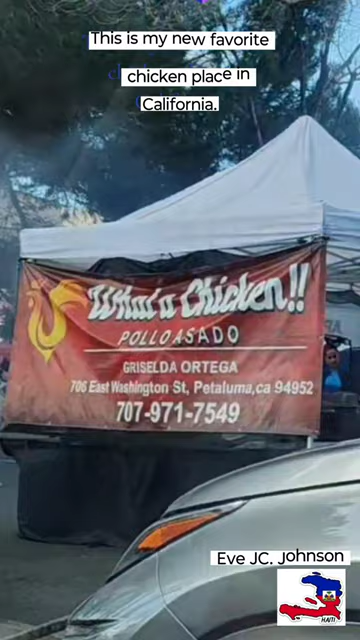 This is my new favorite
chicken place in
California.
What a Chicken!!
POLLO ASADO
GRISELDA ORTEGA
706 East Washington St, Petaluma,ca 94952
707-971-7549
Eve JC. Johnson
HAITI